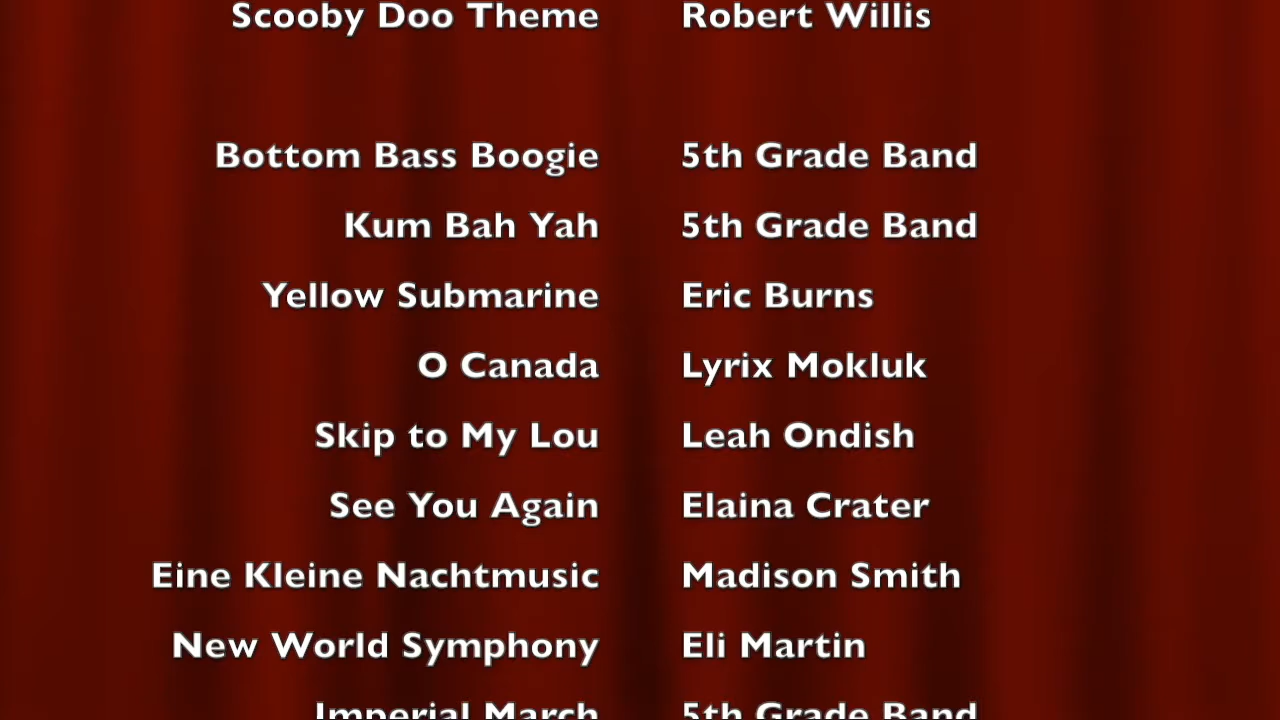 Scooby Doo Theme Robert Willis
Bottom Bass Boogie 5th Grade Band
Kum Bah Yah 5th Grade Band
Yellow Submarine Eric Burns
O Canada Lyrix Mokluk
Skip to My Lou Leah Ondish
See You Again Elaina Crater
Eine Kleine Nachtmusic Madison Smith
New World Symphony Eli Martin
Imperial March 5th Grade Band